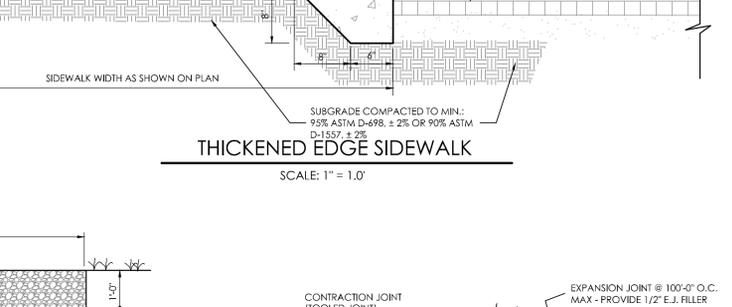 8"
8"
6"
SIDEWALK WIDTH AS SHOWN ON PLAN
SUBGRADE COMPACTED TO MIN.:
95% ASTM D-698, ± 2% OR 90% ASTM
D-1557, ± 2%
THICKENED EDGE SIDEWALK
SCALE: 1" = 1.0'
1'-0"
CONTRACTION JOINT
(TOOLED JOINT)
EXPANSION JOINT @ 100'-0" O.C.
MAX - PROVIDE 1/2" E.J. FILLER